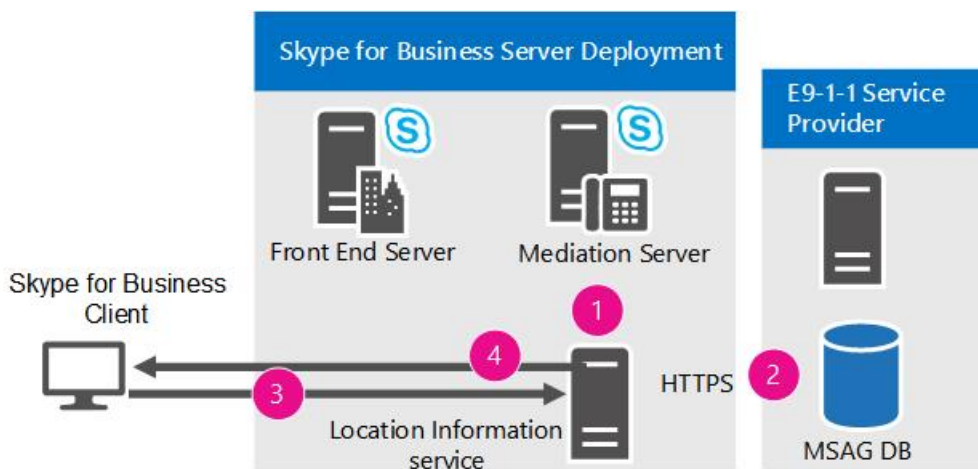 Skype for Business Server Deployment
E9-1-1 Service
Provider
S
S
Front End Server
Mediation Server
Skype for Business
Client
1
4
3
HTTPS
2
Location Information
service
MSAG DB